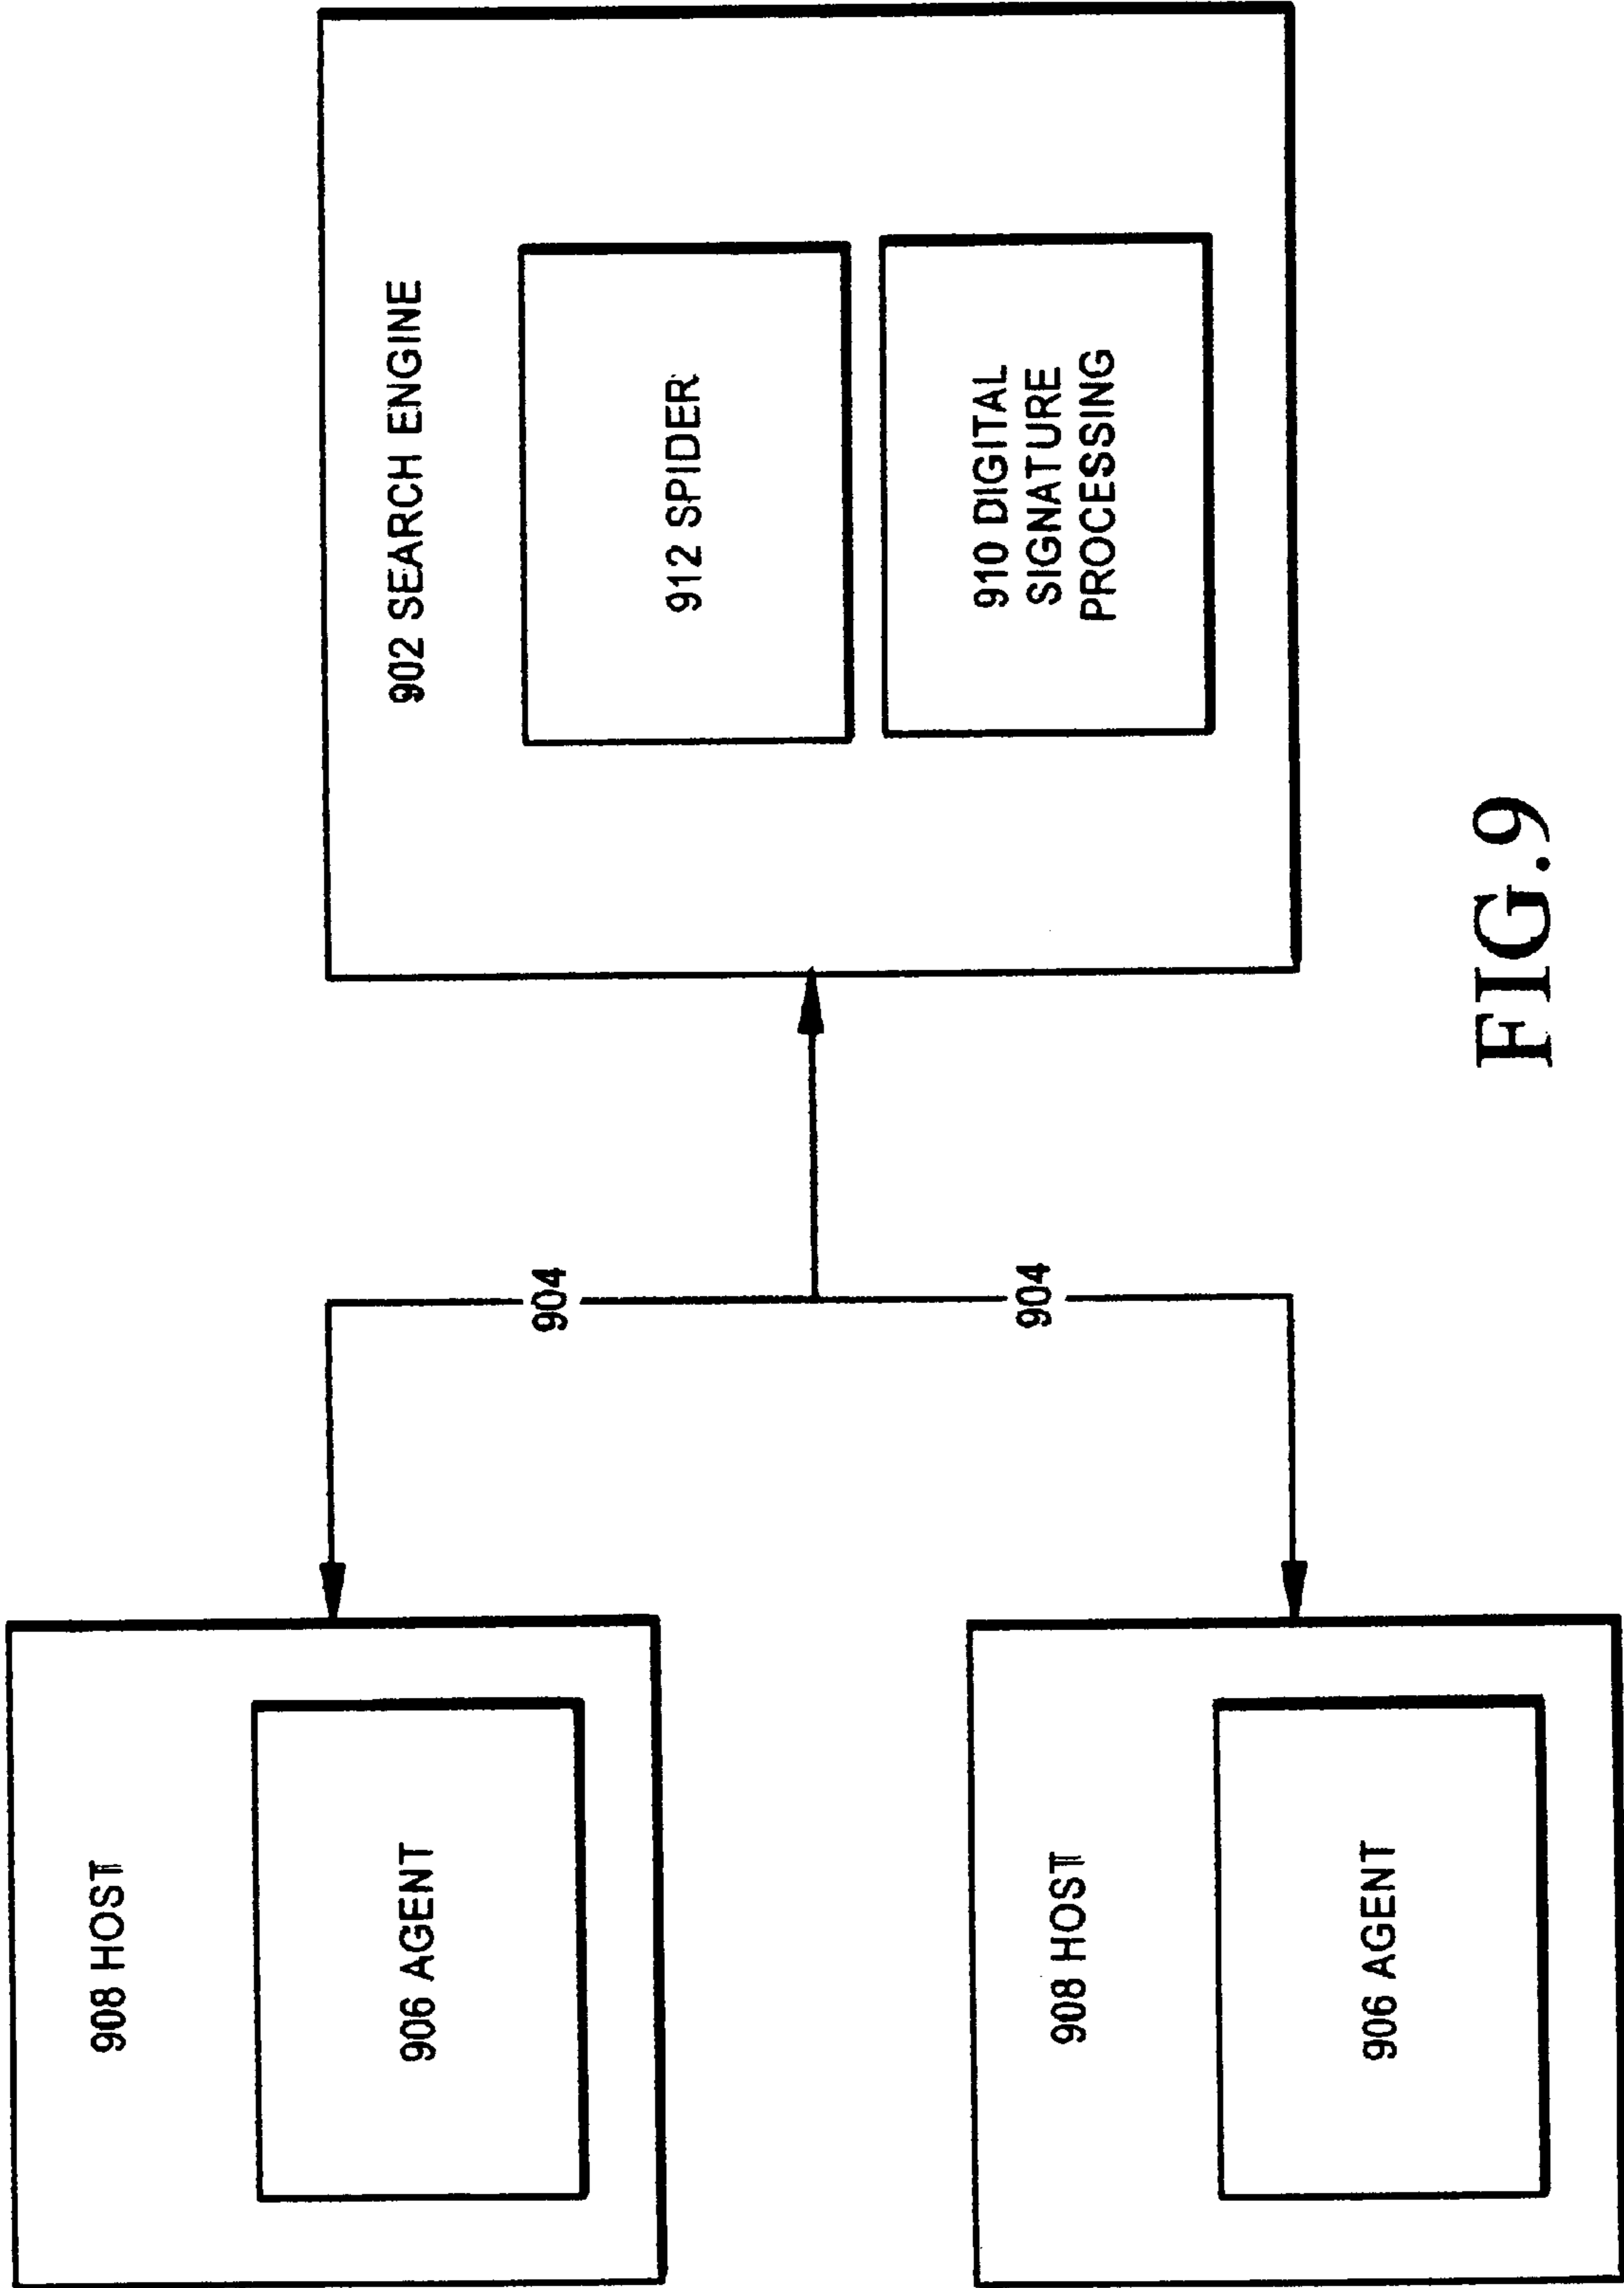 908 HOST
906 AGENT
908 HOST
906 AGENT
904
904
902 SEARCH ENGINE
912 SPIDER
910 DIGITAL
SIGNATURE
PROCESSING
FIG.9